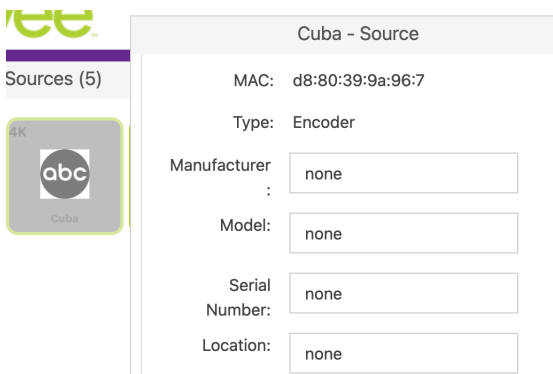 vee
Cuba - Source
Sources (5)
MAC: d8:80:39:9a:96:7
4K
abc
Cuba
Type: Encoder
Manufacturer
: none
Model: none
Serial
Number: none
Location: none